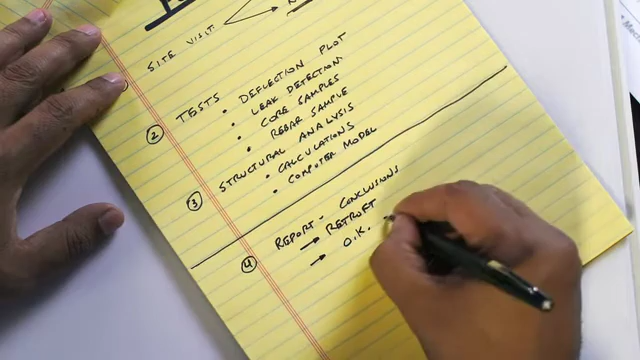 SITE VISIT
② TESTS
• DEFLECTION PLOT
• LEAK DETECTION
• CORE SAMPLES
• REBAR SAMPLE
③ STRUCTURAL ANALYSIS
• CALCULATIONS
• COMPUTER MODEL
④ REPORT - CONCLUSIONS
→ RETROFT
→ O.K.